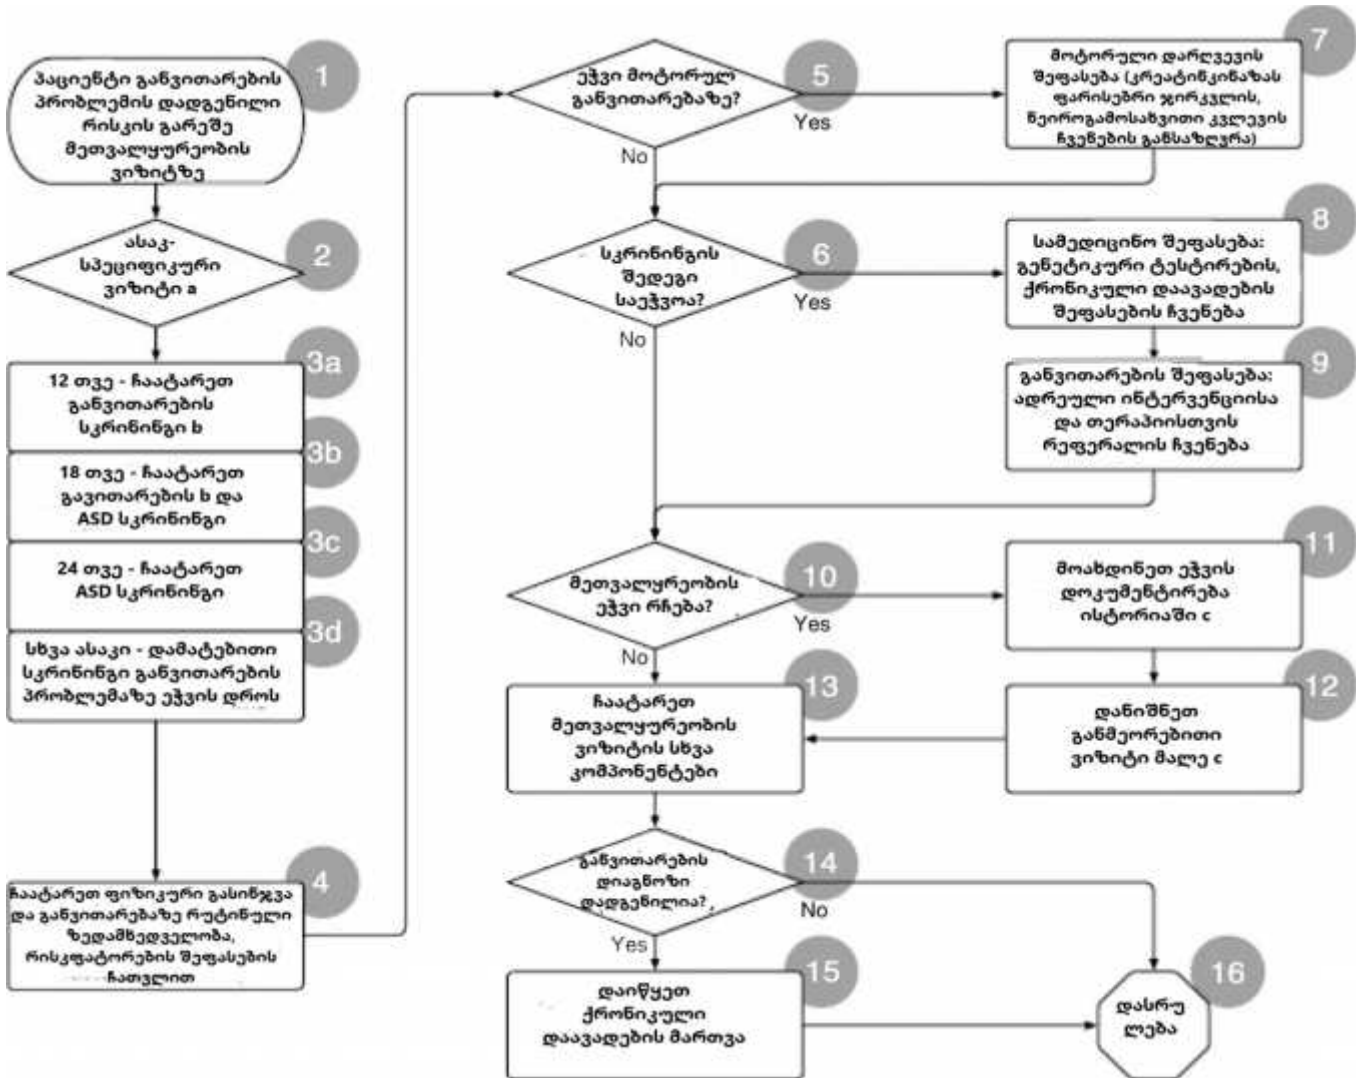 1
პაციენტი განვითარების
პრობლემის დადგენილი
რისკის გარეშე
მეთვალყურეობის
ვიზიტზე
2
ასაკ-
სპეციფიკური
ვიზიტი a
3a
12 თვე - ჩაატარეთ
განვითარების
სკრინინგი b
3b
18 თვე - ჩაატარეთ
გავითარების b და
ASD სკრინინგი
3c
24 თვე - ჩაატარეთ
ASD სკრინინგი
3d
სხვა ასაკი - დამატებითი
სკრინინგი განვითარების
პრობლემაზე ეჭვის დროს
4
ჩაატარეთ ფიზიკური გასინჯვა
და განვითარებაზე რუტინული
ზედამხედველობა,
რისკფატორების შეფასების
ჩათვლით
5
ეჭვი მოტორულ
განვითარებაზე?
Yes
No
7
მოტორული დარღვევის
შეფასება (კრეატინკინაზას
ფარისებრი ჯირკვლის,
ნეიროგამოსახვითი კვლევის
ჩვენების განსაზღვრა)
6
სკრინინგის
შედეგი
საეჭვოა?
Yes
No
8
სამედიცინო შეფასება:
გენეტიკური ტესტირების,
ქრონიკული დაავადების
შეფასების ჩვენება
9
განვითარების შეფასება:
ადრეული ინტერვენციისა
და თერაპიისთვის
რეფერალის ჩვენება
10
მეთვალყრეობის
ეჭვი რჩება?
Yes
No
11
მოახდინეთ ეჭვის
დოკუმენტირება
ისტორიაში c
12
დანიშნეთ
განმეორებითი
ვიზიტი მალე c
13
ჩაატარეთ
მეთვალყურეობის
ვიზიტის სხვა
კომპონენტები
14
განვითარების
დიაგნოზი
დადგენილია?
No
Yes
15
დაიწყეთ
ქრონიკული
დაავადების მართვა
16
დასრუ
ლება